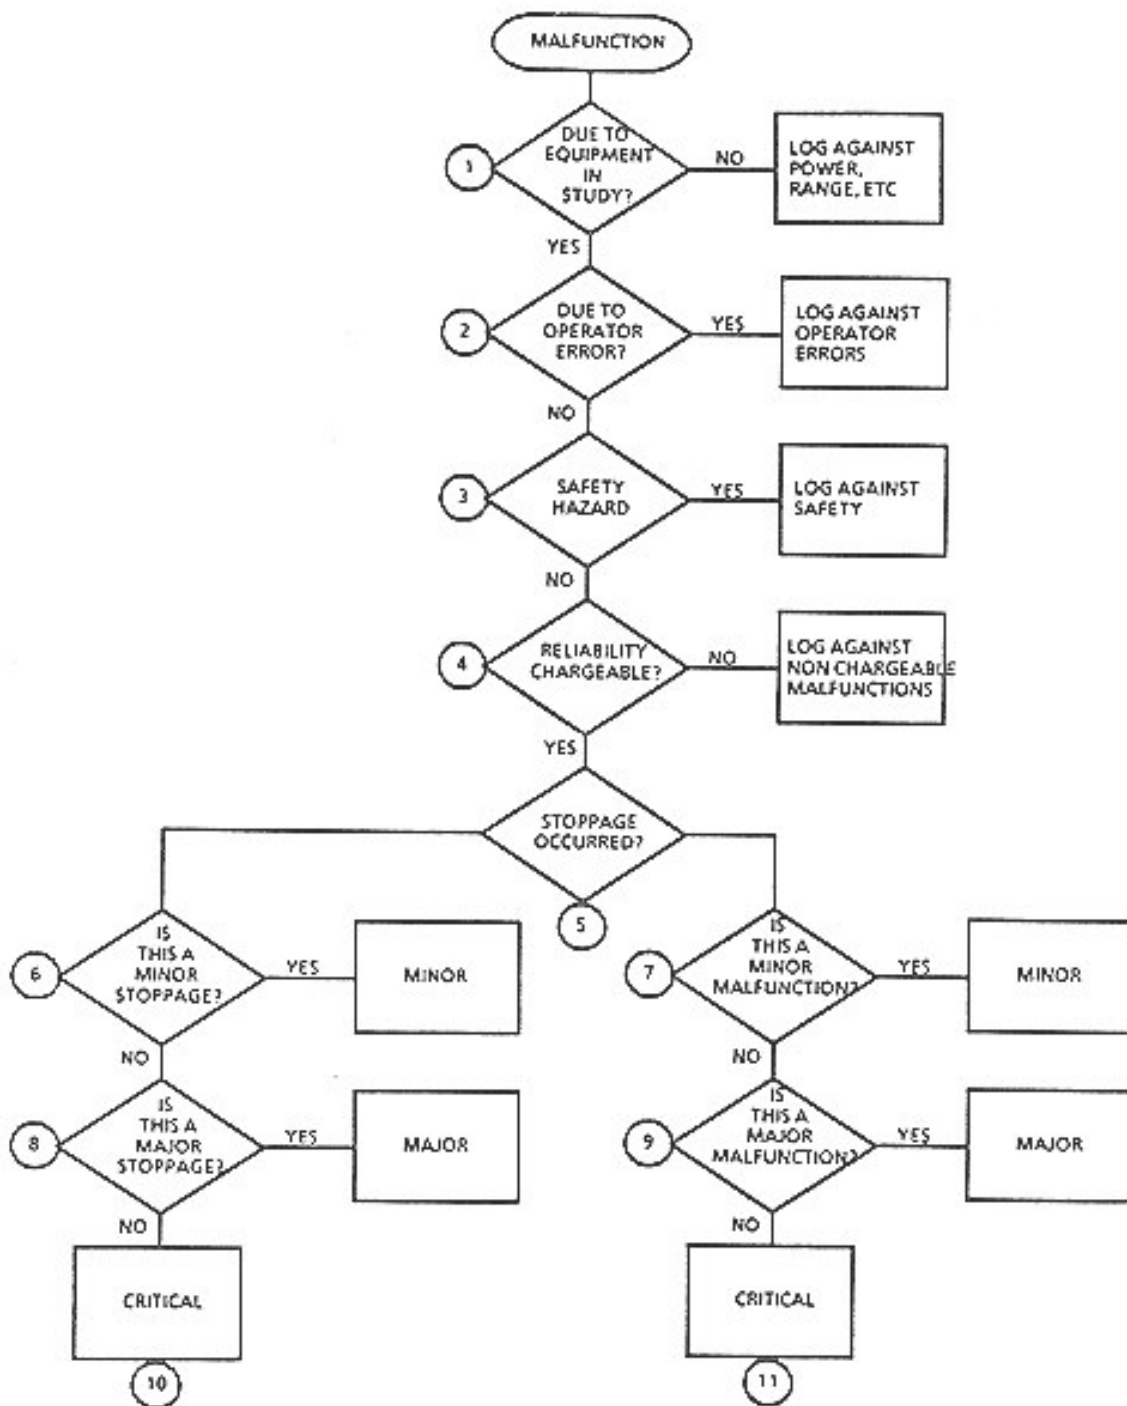 MALFUNCTION
1
DUE TO
EQUIPMENT
IN
STUDY?
NO
LOG AGAINST
POWER,
RANGE, ETC
YES
2
DUE TO
OPERATOR
ERROR?
YES
LOG AGAINST
OPERATOR
ERRORS
NO
3
SAFETY
HAZARD
YES
LOG AGAINST
SAFETY
NO
4
RELIABILITY
CHARGEABLE?
NO
LOG AGAINST
NON CHARGEABLE
MALFUNCTIONS
YES
STOPPAGE
OCCURRED?
5
6
IS
THIS A
MINOR
STOPPAGE?
YES
MINOR
7
IS
THIS A
MINOR
MALFUNCTION?
YES
MINOR
NO
NO
8
IS
THIS A
MAJOR
STOPPAGE?
YES
MAJOR
9
IS
THIS A
MAJOR
MALFUNCTION?
YES
MAJOR
NO
NO
CRITICAL
CRITICAL
10
11